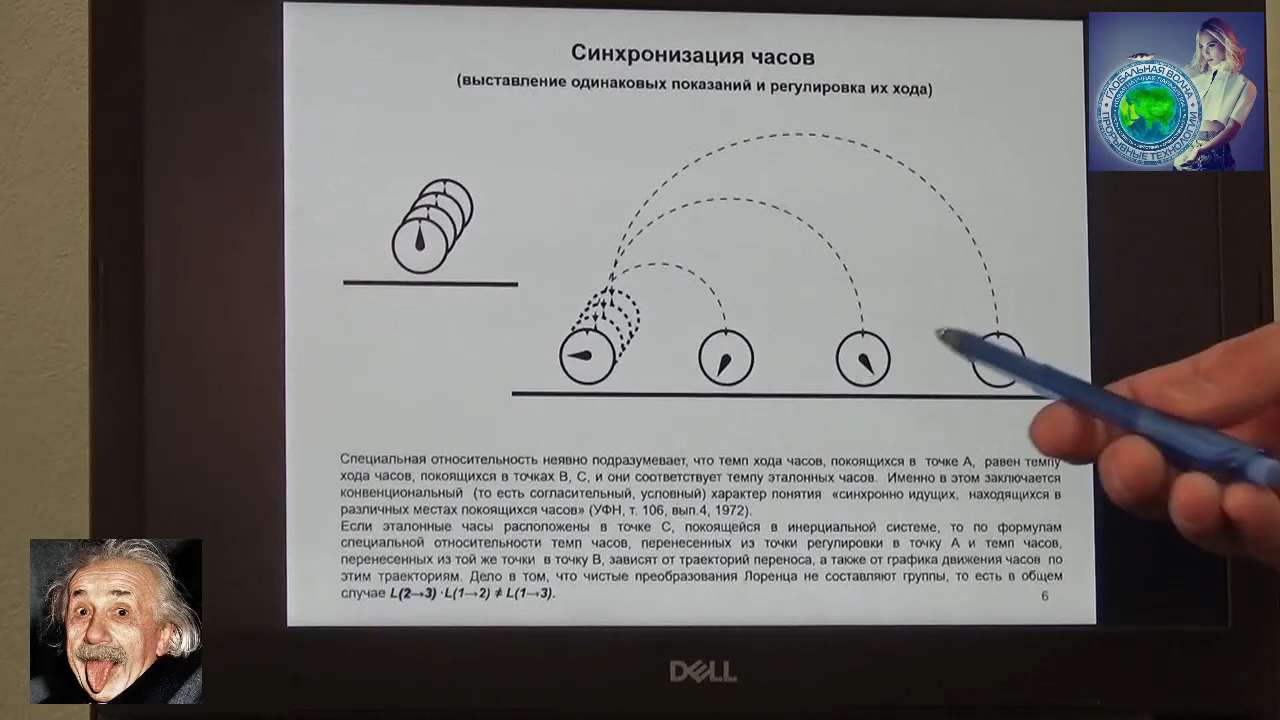 Синхронизация часов
(выставление одинаковых показаний и регулировка их хода)
ГЛОБАЛЬНАЯ ВОЛНА
ПРОРЫВНЫЕ ТЕХНОЛОГИИ
Специальная относительность неявно подразумевает, что темп хода часов, покоящихся в точке А, равен темпу
хода часов, покоящихся в точках В, С, и они соответствует темпу эталонных часов. Именно в этом заключается
конвенциональный (то есть согласительный, условный) характер понятия «синхронно идущих, находящихся в
различных местах покоящихся часов» (УФН, т. 106, вып.4, 1972).
Если эталонные часы расположены в точке С, покоящейся в инерциальной системе, то по формулам
специальной относительности темп часов, перенесенных из точки регулировки в точку А и темп часов,
перенесенных из той же точки в точку В, зависят от траекторий переноса, а также от графика движения часов по
этим траекториям. Дело в том, что чистые преобразования Лоренца не составляют группы, то есть в общем
случае L(2→3) ·L(1→2) ≠ L(1→3).
6
DELL